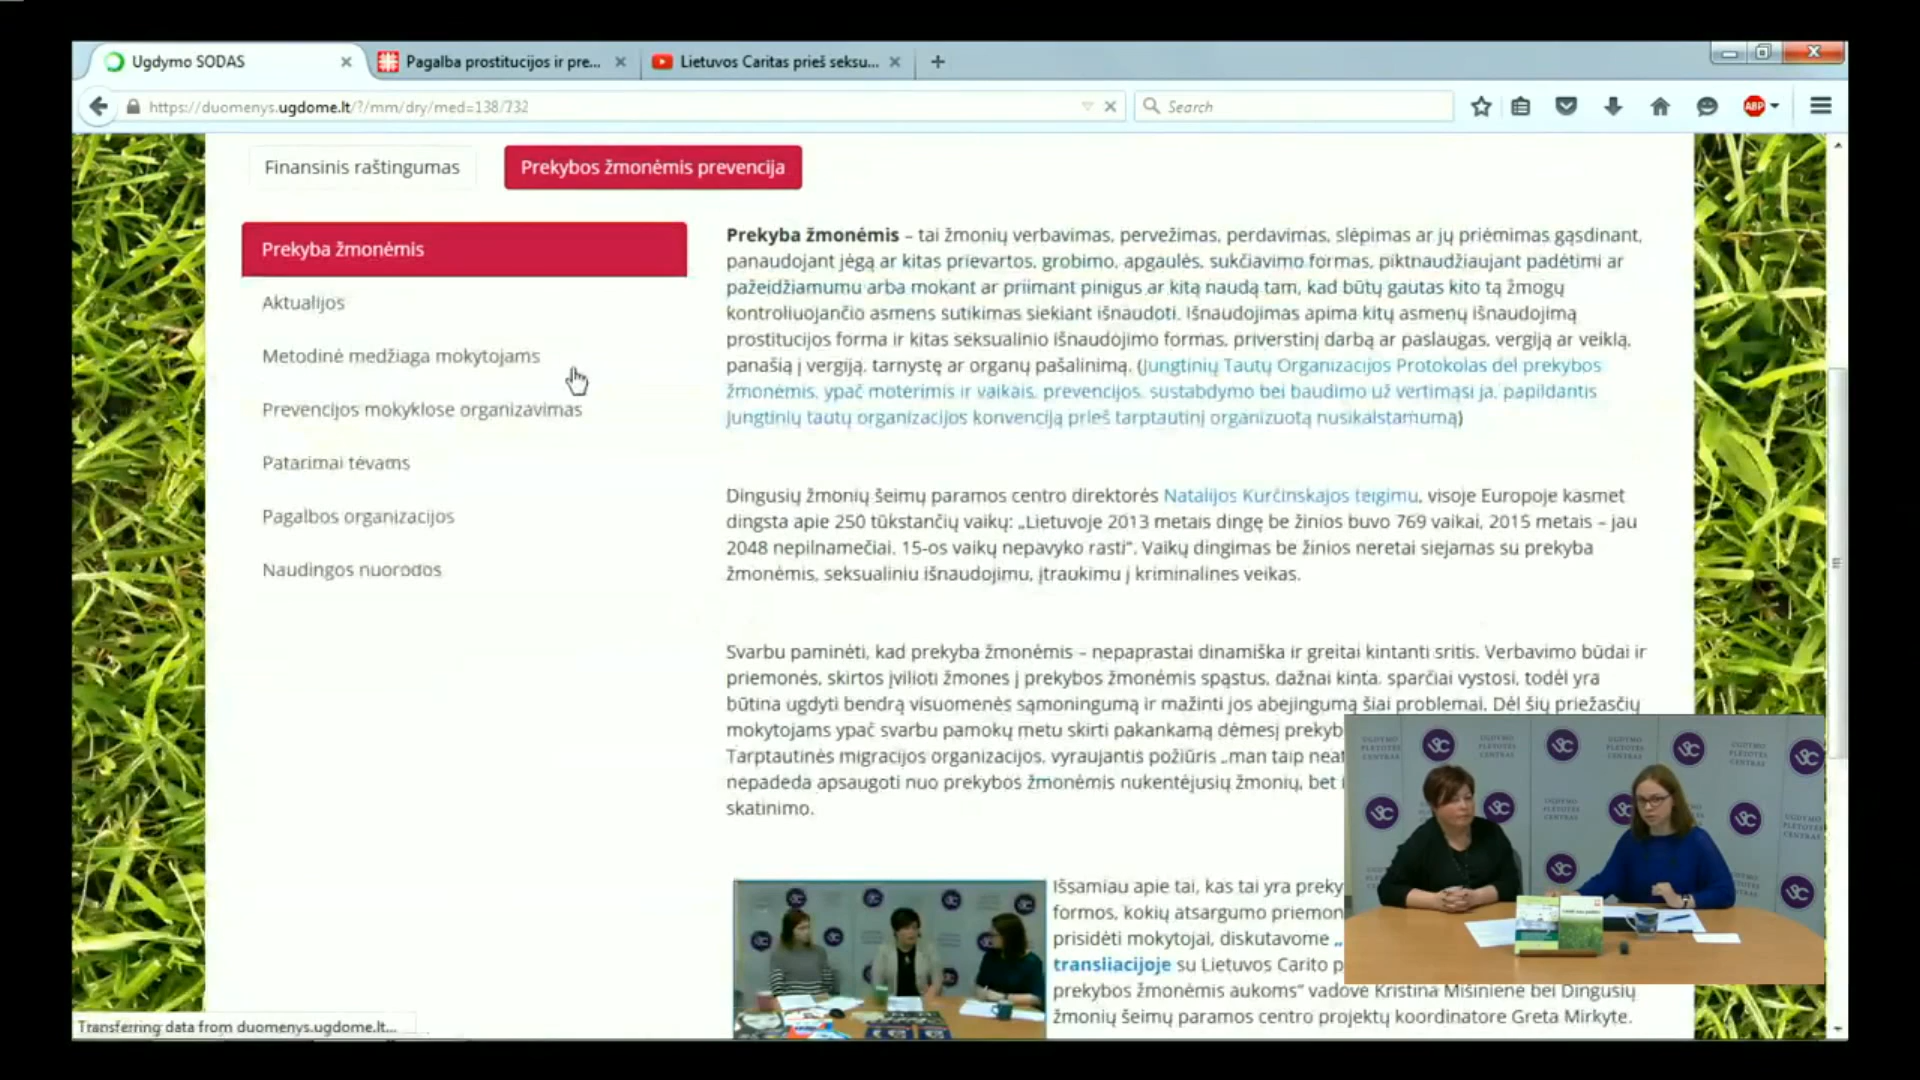 Ugdymo SODAS
Pagalba prostitucijos ir pre...
Lietuvos Caritas prieš seksu...
https://duomenys.ugdome.lt/?/mm/dry/med=138/732
Search
ABP
Finansinis raštingumas
Prekybos žmonėmis prevencija
Prekyba žmonėmis
Aktualijos
Metodinė medžiaga mokytojams
Prevencijos mokyklose organizavimas
Patarimai tėvams
Pagalbos organizacijos
Naudingos nuorodos
Prekyba žmonėmis – tai žmonių verbavimas, pervežimas, perdavimas, slėpimas ar jų priėmimas gąsdinant,
panaudojant jėgą ar kitas prievartos, grobimo, apgaulės, sukčiavimo formas, piktnaudžiaujant padėtimi ar
pažeidžiamumu arba mokant ar priimant pinigus ar kitą naudą tam, kad būtų gautas kito tą žmogų
kontroliuojančio asmens sutikimas siekiant išnaudoti. Išnaudojimas apima kitų asmenų išnaudojimą
prostitucijos forma ir kitas seksualinio išnaudojimo formas, priverstinį darbą ar paslaugas, vergiją ar veiklą,
panašią į vergiją, tarnystę ar organų pašalinimą. (Jungtinių Tautų Organizacijos Protokolas dėl prekybos
žmonėmis, ypač moterimis ir vaikais, prevencijos, sustabdymo bei baudimo už vertimąsi ja, papildantis
Jungtinių tautų organizacijos konvenciją prieš tarptautinį organizuotą nusikalstamumą)
Dingusių žmonių šeimų paramos centro direktorės Natalijos Kurčinskajos teigimu, visoje Europoje kasmet
dingsta apie 250 tūkstančių vaikų: „Lietuvoje 2013 metais dingę be žinios buvo 769 vaikai, 2015 metais – jau
2048 nepilnamečiai. 15-os vaikų nepavyko rasti“. Vaikų dingimas be žinios neretai siejamas su prekyba
žmonėmis, seksualiniu išnaudojimu, įtraukimu į kriminalines veikas.
Svarbu paminėti, kad prekyba žmonėmis – nepaprastai dinamiška ir greitai kintanti sritis. Verbavimo būdai ir
priemonės, skirtos įvilioti žmones į prekybos žmonėmis spąstus, dažnai kinta, sparčiai vystosi, todėl yra
būtina ugdyti bendrą visuomenės sąmoningumą ir mažinti jos abejingumą šiai problemai. Dėl šių priežasčių
mokytojams ypač svarbu pamokų metu skirti pakankamą dėmesį prekyb
Tarptautinės migracijos organizacijos, vyraujantis požiūris „man taip neat
nepadeda apsaugoti nuo prekybos žmonėmis nukentėjusių žmonių, bet i
skatinimo.
Išsamiau apie tai, kas tai yra preky
formos, kokių atsargumo priemon
prisidėti mokytojai, diskutavome „
transliacijoje su Lietuvos Carito p
prekybos žmonėmis aukoms“ vadove Kristina Mišiniene bei Dingusių
žmonių šeimų paramos centro projektų koordinatore Greta Mirkyte.
UGDYMO
PLĖTOTĖS
CENTRAS
Transferring data from duomenys.ugdome.lt...